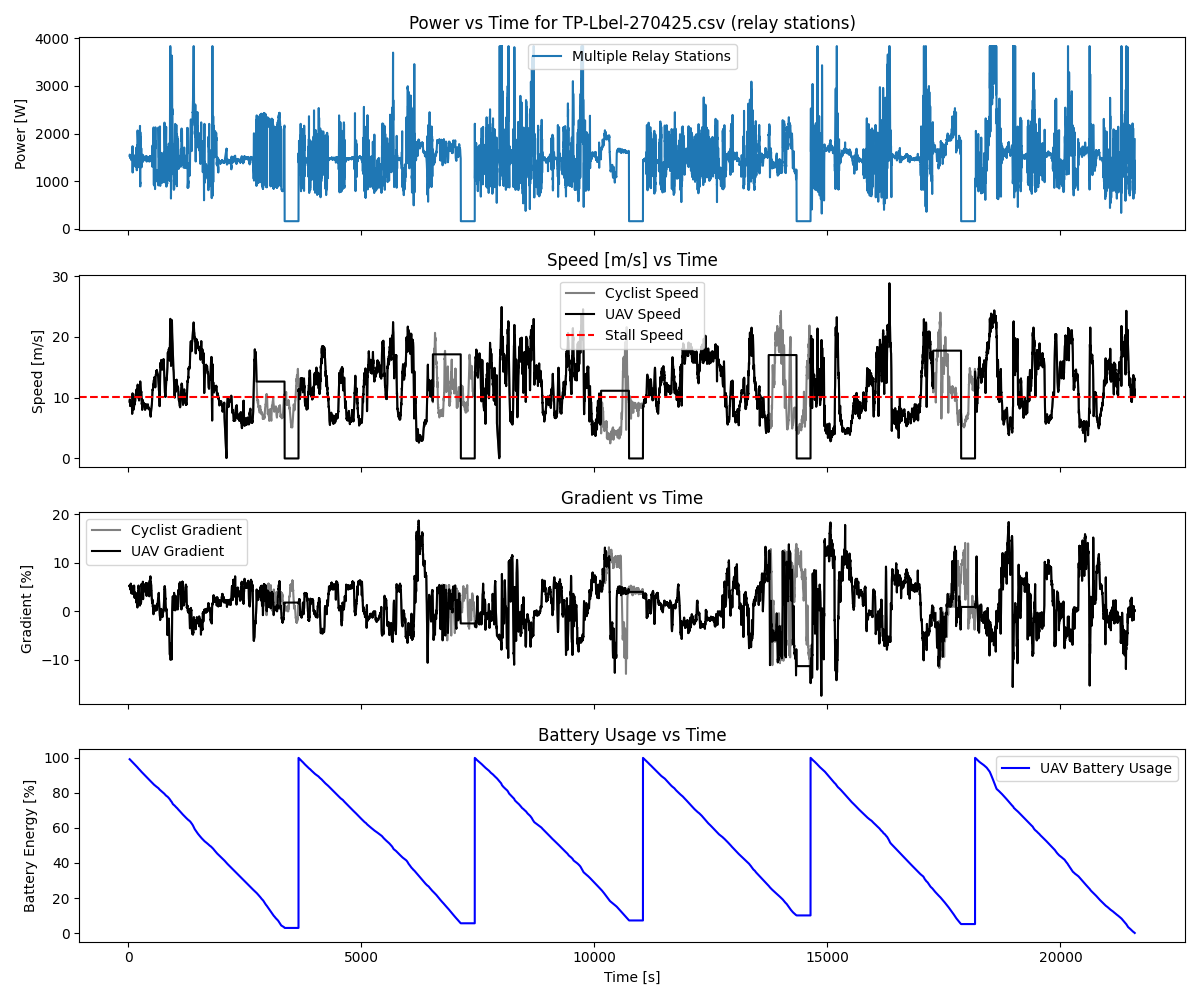 Power vs Time for TP-Lbel-270425.csv (relay stations)
4000
3000
2000
1000
0
Power [W]
Multiple Relay Stations
Speed [m/s] vs Time
30
20
10
0
Speed [m/s]
Cyclist Speed
UAV Speed
Stall Speed
Gradient vs Time
20
10
0
−10
Gradient [%]
Cyclist Gradient
UAV Gradient
Battery Usage vs Time
100
80
60
40
20
0
Battery Energy [%]
UAV Battery Usage
0 5000 10000 15000 20000
Time [s]